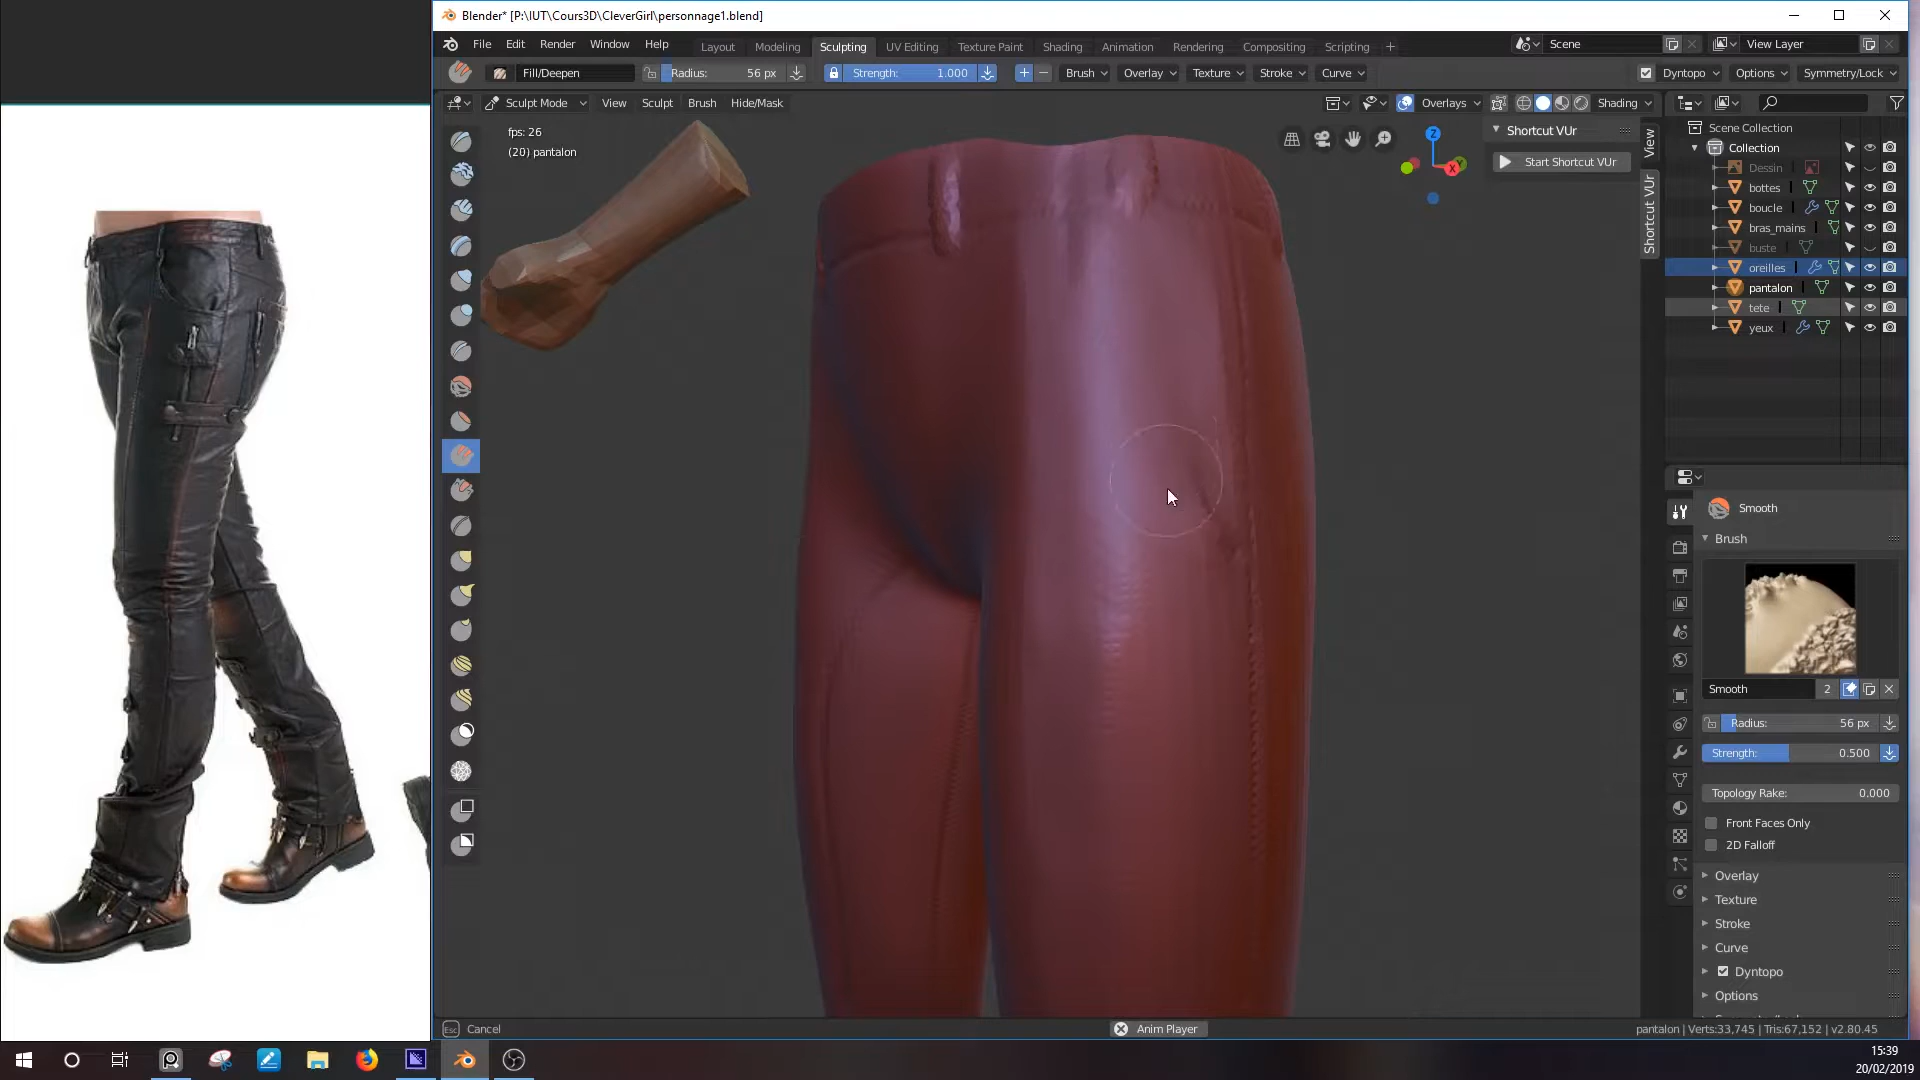 Blender* [P:\IUT\Cours3D\CleverGirl\personnage1.blend]
File Edit Render Window Help Layout Modeling Sculpting UV Editing Texture Paint Shading Animation Rendering Compositing Scripting + Scene View Layer
Fill/Deepen Radius: 56 px Strength: 1.000 Brush Overlay Texture Stroke Curve Dyntopo Options Symmetry/Lock
Sculpt Mode View Sculpt Brush Hide/Mask Overlays Shading
fps: 26
(20) pantalon
Shortcut VUr
Start Shortcut VUr
View
Shortcut VUr
Scene Collection
Collection
Dessin
bottes
boucle
bras_mains
buste
oreilles
pantalon
tete
yeux
Smooth
Brush
Smooth 2
Radius: 56 px
Strength: 0.500
Topology Rake: 0.000
Front Faces Only
2D Falloff
Overlay
Texture
Stroke
Curve
Dyntopo
Options
Esc Cancel Anim Player pantalon | Verts:33,745 | Tris:67,152 | v2.80.45
15:39
20/02/2019